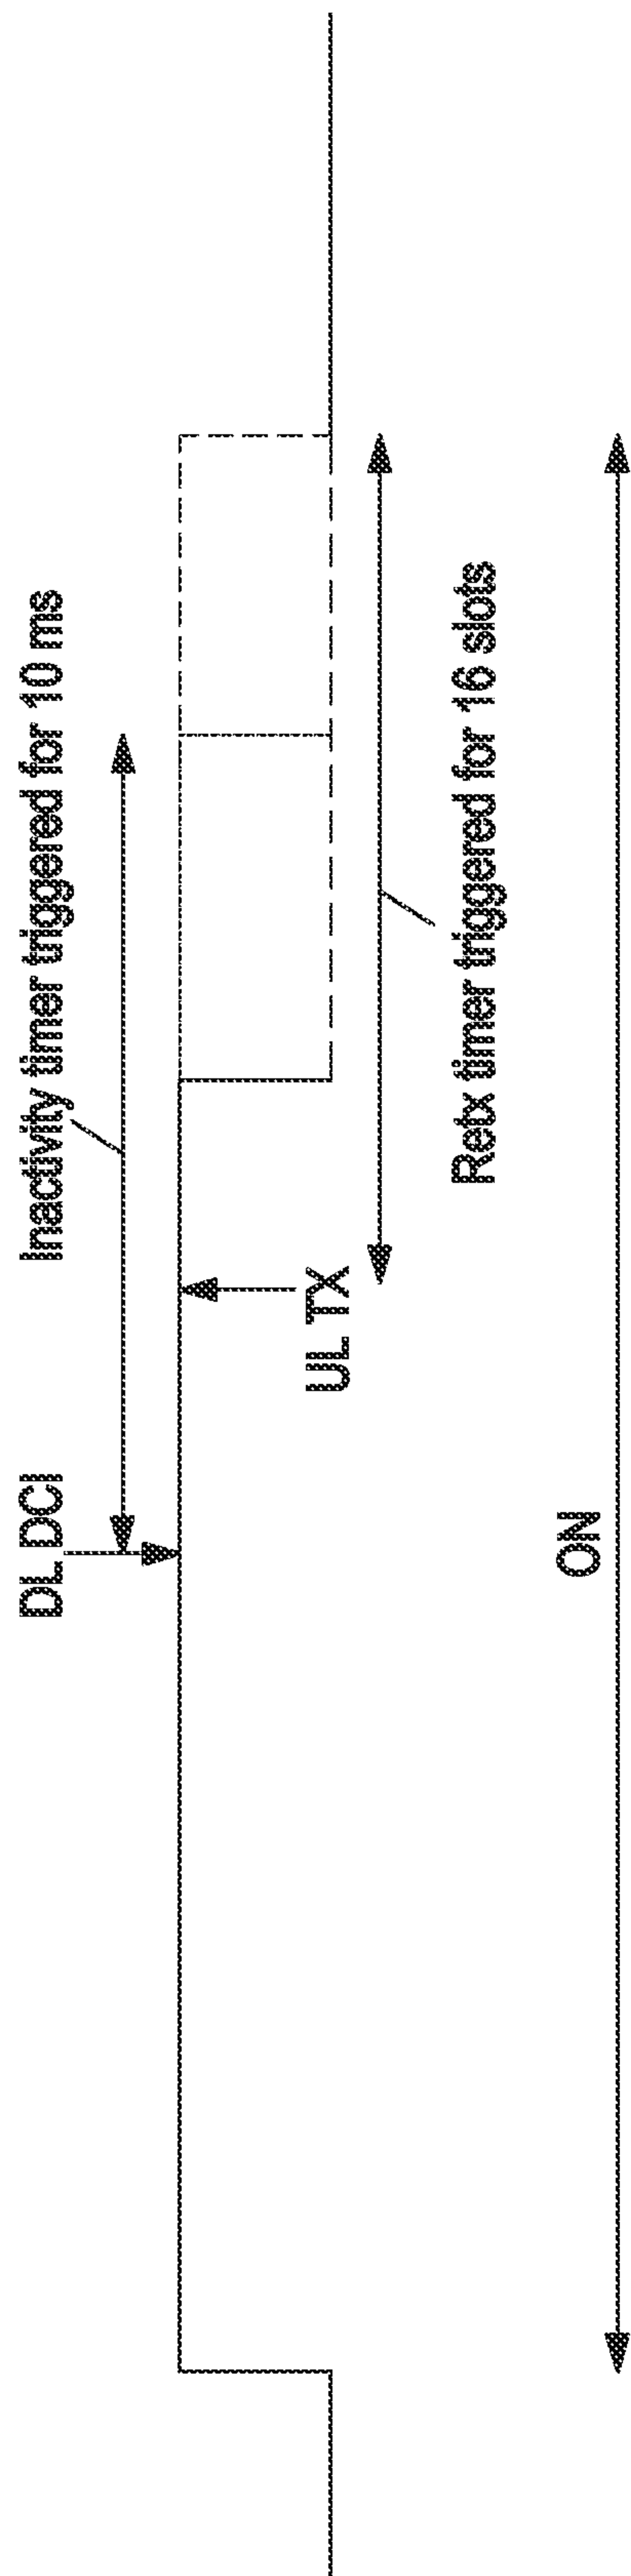 DL DCI
Inactivity timer triggered for 10 ms
UL TX
Retx timer triggered for 16 slots
ON